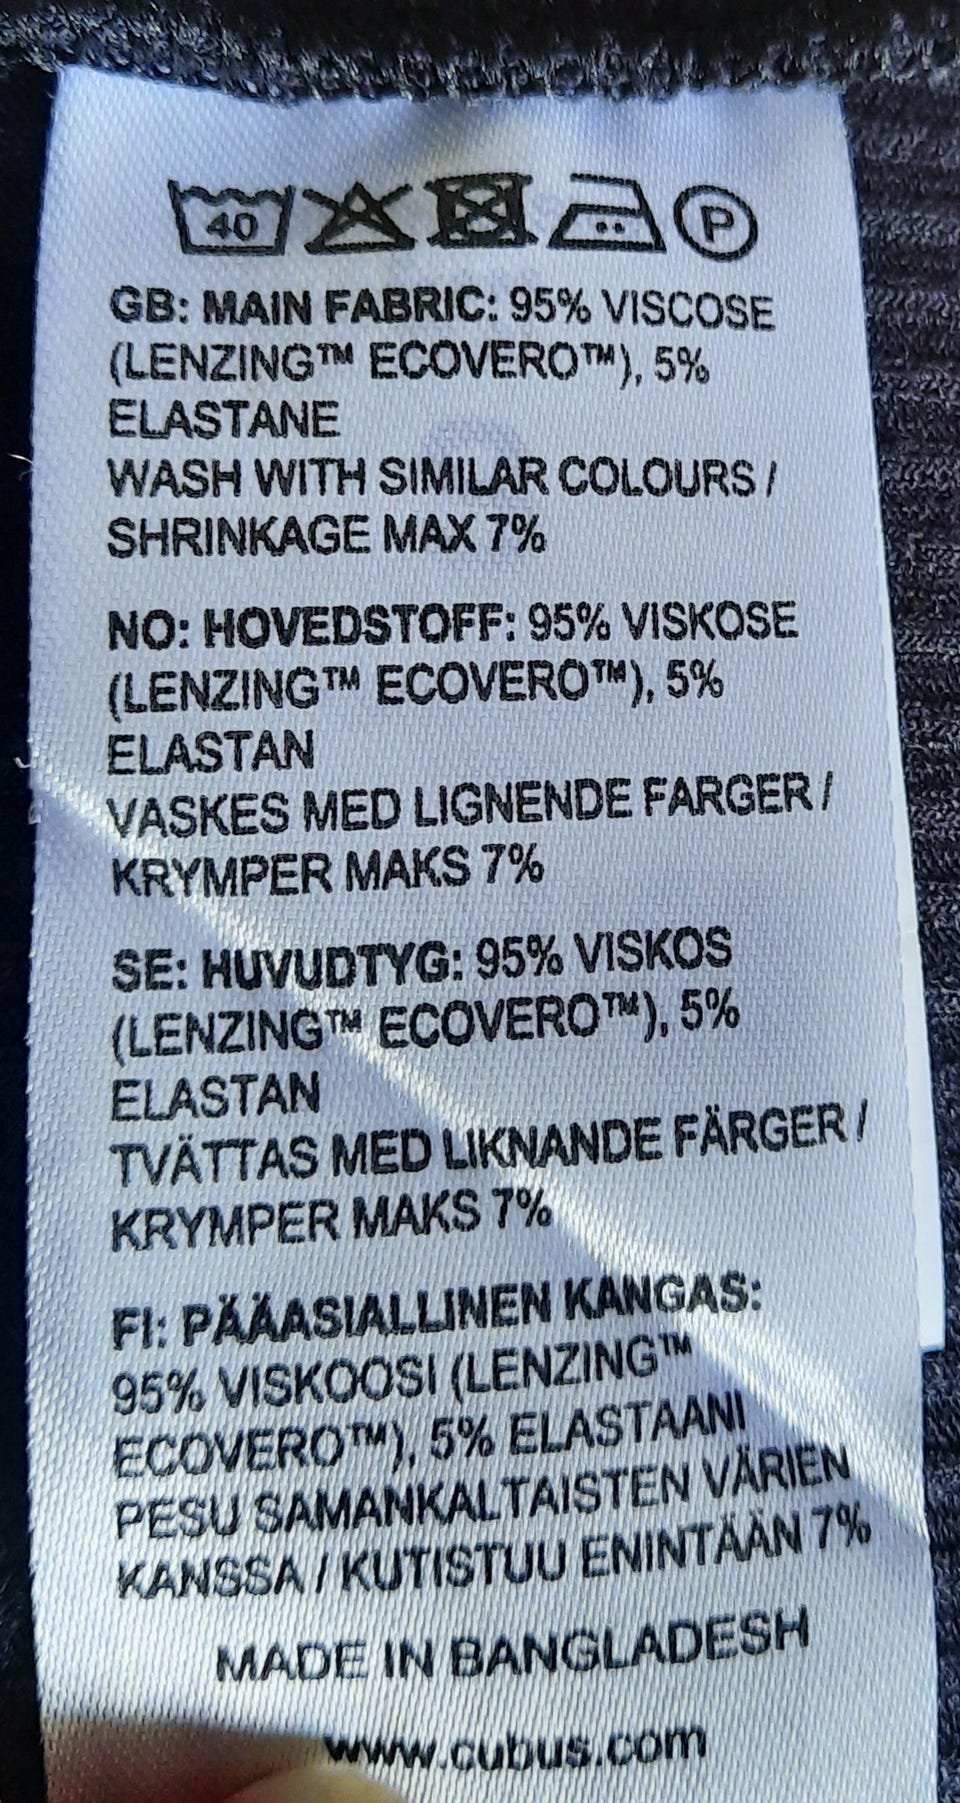 40 P
GB: MAIN FABRIC: 95% VISCOSE
(LENZING™ ECOVERO™), 5%
ELASTANE
WASH WITH SIMILAR COLOURS /
SHRINKAGE MAX 7%
NO: HOVEDSTOFF: 95% VISKOSE
(LENZING™ ECOVERO™), 5%
ELASTAN
VASKES MED LIGNENDE FARGER /
KRYMPER MAKS 7%
SE: HUVUDTYG: 95% VISKOS
(LENZING™ ECOVERO™), 5%
ELASTAN
TVÄTTAS MED LIKNANDE FÄRGER /
KRYMPER MAKS 7%
FI: PÄÄASIALLINEN KANGAS:
95% VISKOOSI (LENZING™
ECOVERO™), 5% ELASTAANI
PESU SAMANKALTAISTEN VÄRIEN
KANSSA / KUTISTUU ENINTÄÄN 7%
MADE IN BANGLADESH
www.cubus.com